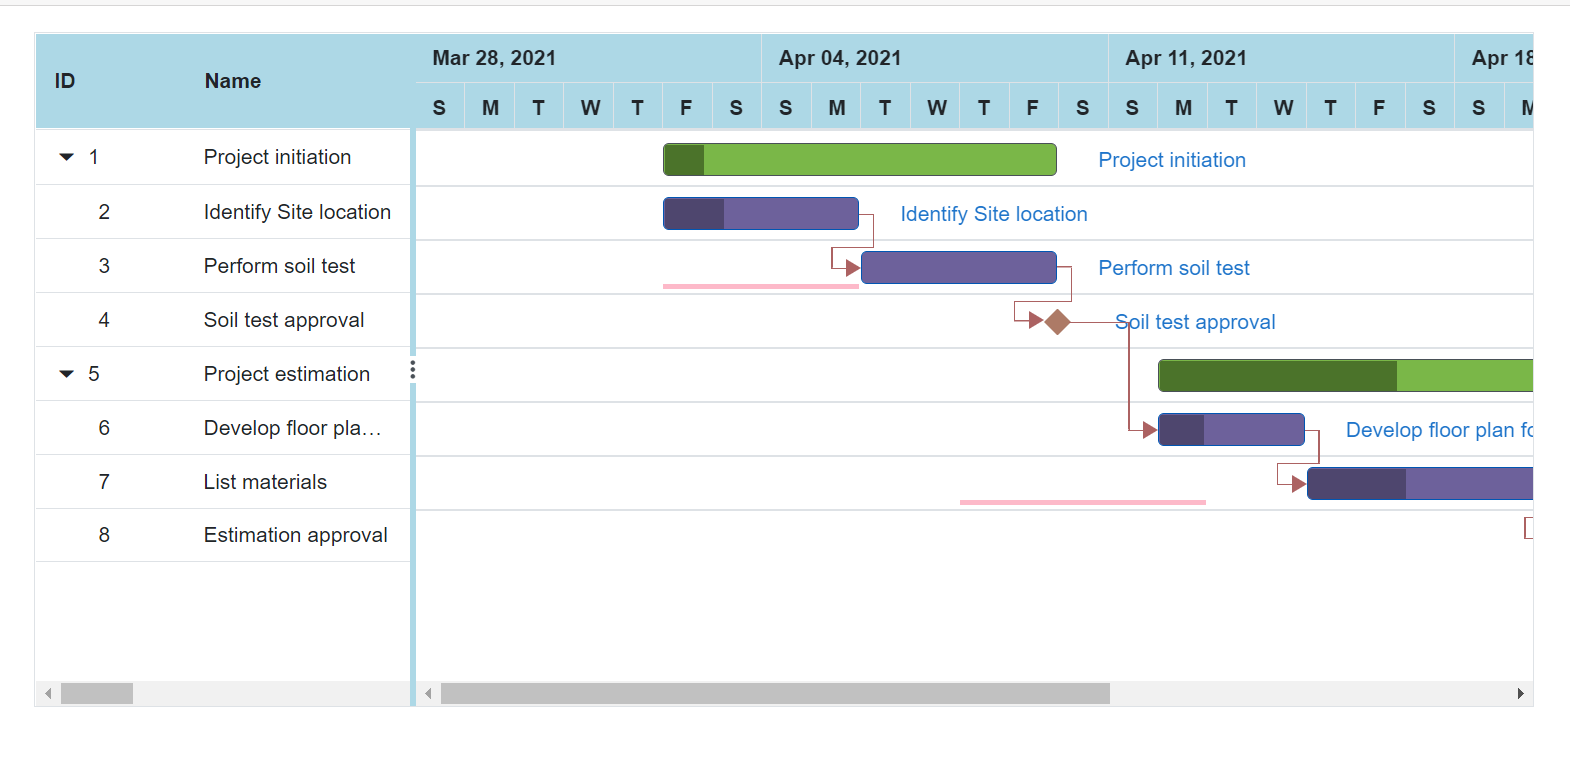 ID Name Mar 28, 2021 Apr 04, 2021 Apr 11, 2021 Apr 18
S M T W T F S S M T W T F S S M T W T F S S M
1 Project initiation Project initiation
2 Identify Site location Identify Site location
3 Perform soil test Perform soil test
4 Soil test approval Soil test approval
5 Project estimation
6 Develop floor pla… Develop floor plan fo
7 List materials
8 Estimation approval